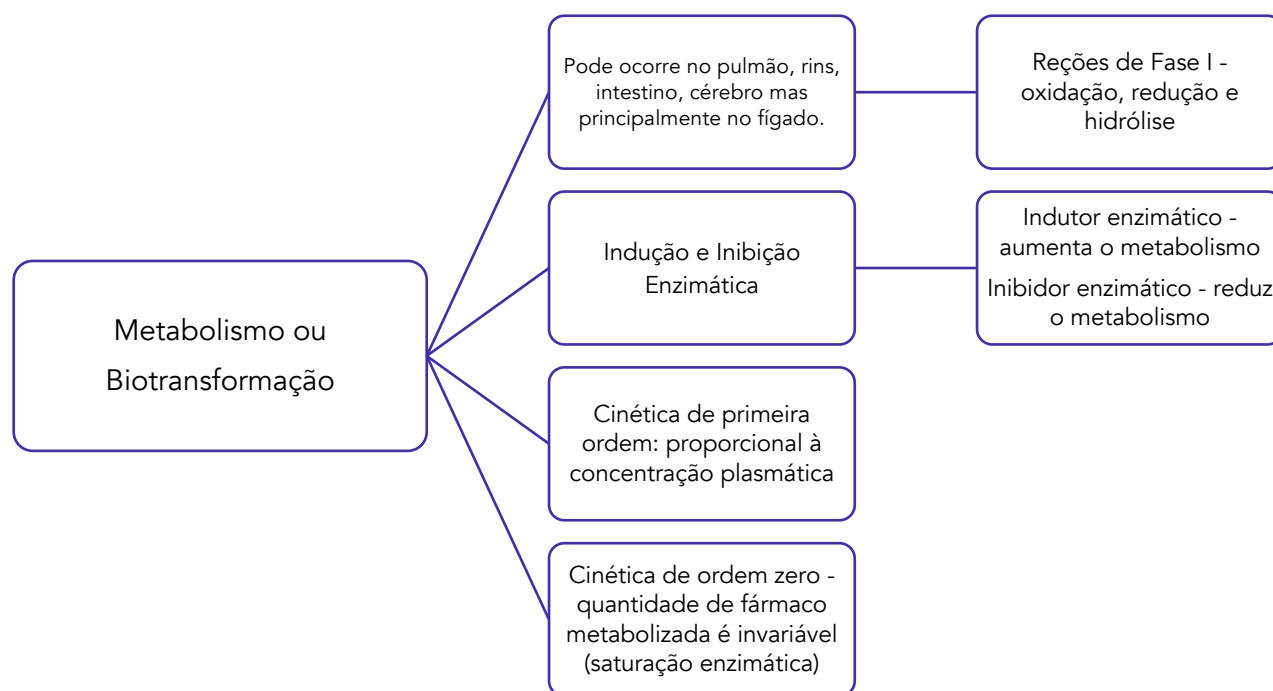 Metabolismo ou
Biotransformação
Pode ocorre no pulmão, rins,
intestino, cérebro mas
principalmente no fígado.
Reções de Fase I -
oxidação, redução e
hidrólise
Indução e Inibição
Enzimática
Indutor enzimático -
aumenta o metabolismo
Inibidor enzimático - reduz
o metabolismo
Cinética de primeira
ordem: proporcional à
concentração plasmática
Cinética de ordem zero -
quantidade de fármaco
metabolizada é invariável
(saturação enzimática)